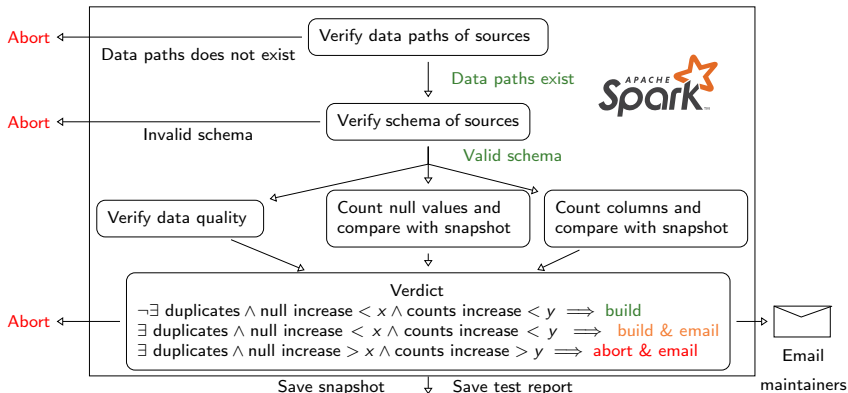 Abort
Verify data paths of sources
Data paths does not exist
Data paths exist
APACHE
Spark™
Abort
Verify schema of sources
Invalid schema
Valid schema
Verify data quality
Count null values and
compare with snapshot
Count columns and
compare with snapshot
Verdict
¬∃ duplicates ∧ null increase < x ∧ counts increase < y ⟹ build
Abort
∃ duplicates ∧ null increase < x ∧ counts increase < y ⟹ build & email
∃ duplicates ∧ null increase > x ∧ counts increase > y ⟹ abort & email
Email
maintainers
Save snapshot
Save test report